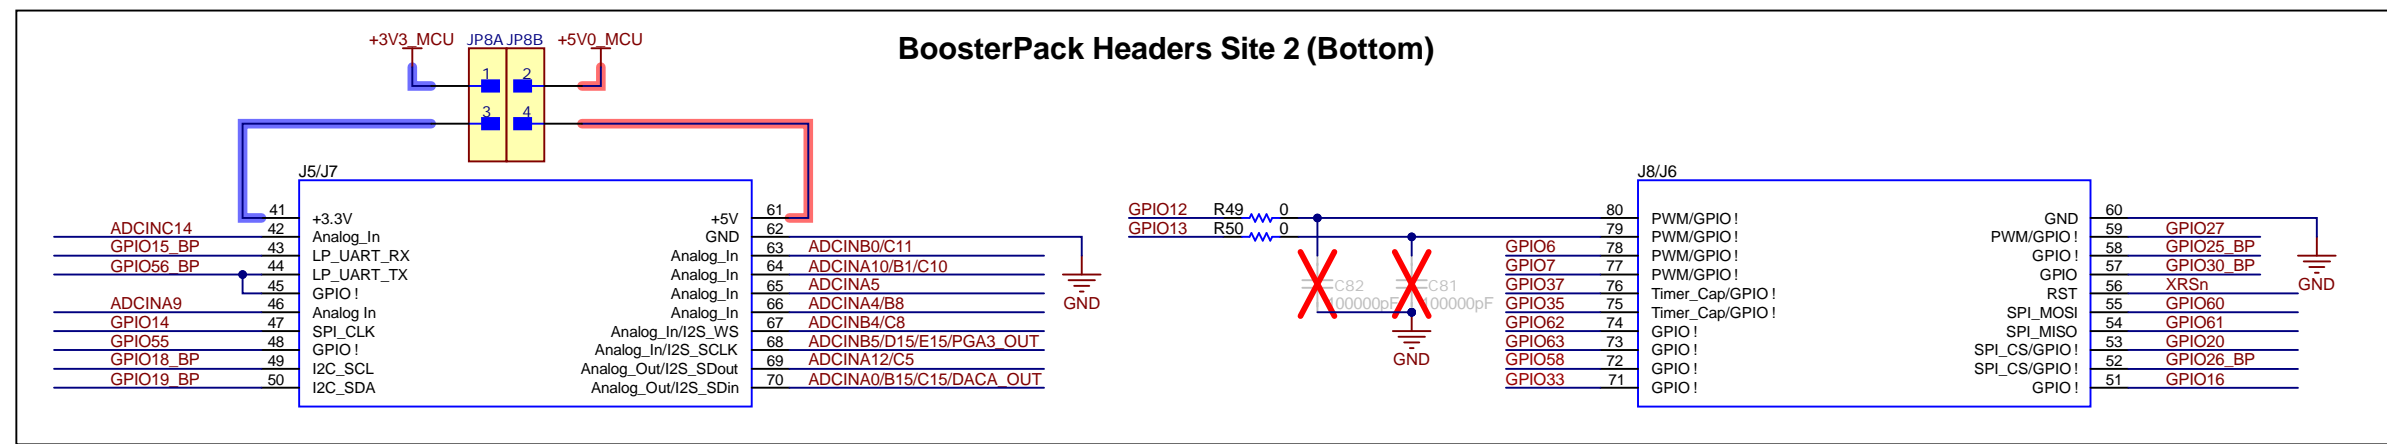 BoosterPack Headers Site 2 (Bottom)
+3V3_MCU JP8A JP8B +5V0_MCU
1 2
3 4
J5/J7
41 +3.3V +5V 61
ADCINC14 42 Analog_In GND 62
GPIO15_BP 43 LP_UART_RX Analog_In 63 ADCINB0/C11
GPIO56_BP 44 LP_UART_TX Analog_In 64 ADCINA10/B1/C10
45 GPIO ! Analog_In 65 ADCINA5
ADCINA9 46 Analog In Analog_In 66 ADCINA4/B8
GPIO14 47 SPI_CLK Analog_In/I2S_WS 67 ADCINB4/C8
GPIO55 48 GPIO ! Analog_In/I2S_SCLK 68 ADCINB5/D15/E15/PGA3_OUT
GPIO18_BP 49 I2C_SCL Analog_Out/I2S_SDout 69 ADCINA12/C5
GPIO19_BP 50 I2C_SDA Analog_Out/I2S_SDin 70 ADCINA0/B15/C15/DACA_OUT
GND
J8/J6
GPIO12 R49 0 80 PWM/GPIO ! GND 60
GPIO13 R50 0 79 PWM/GPIO ! PWM/GPIO ! 59 GPIO27
GPIO6 78 PWM/GPIO ! GPIO ! 58 GPIO25_BP
GPIO7 77 PWM/GPIO ! GPIO 57 GPIO30_BP
GPIO37 76 Timer_Cap/GPIO ! RST 56 XRSn
GPIO35 75 Timer_Cap/GPIO ! SPI_MOSI 55 GPIO60
GPIO62 74 GPIO ! SPI_MISO 54 GPIO61
GPIO63 73 GPIO ! SPI_CS/GPIO ! 53 GPIO20
GPIO58 72 GPIO ! SPI_CS/GPIO ! 52 GPIO26_BP
GPIO33 71 GPIO ! GPIO ! 51 GPIO16
C82 C81
100000pF 100000pF
GND
GND